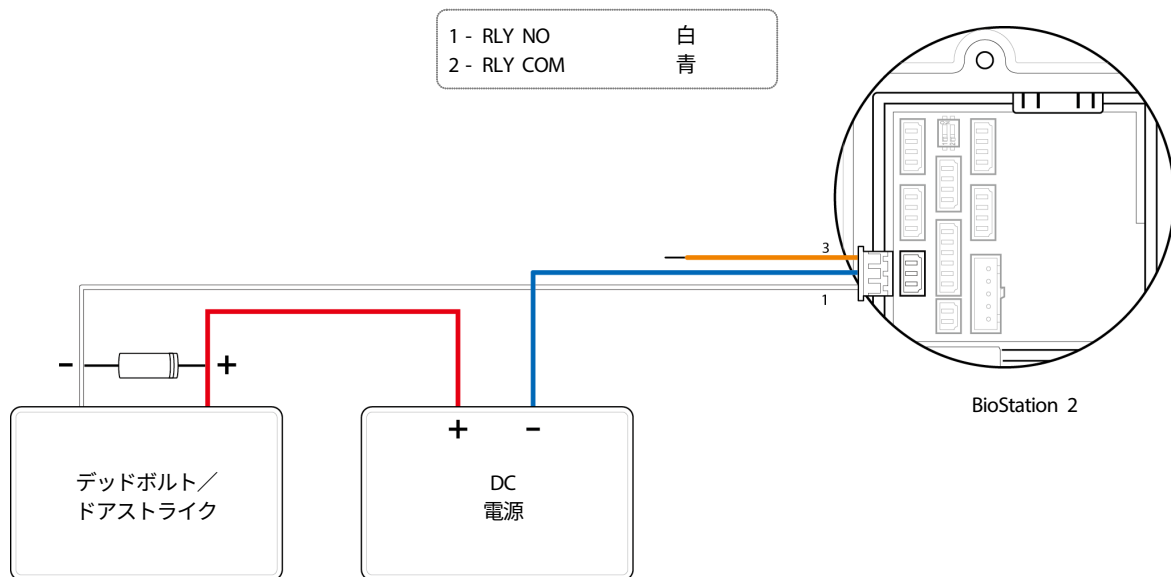 1 - RLY NO 白
2 - RLY COM 青
3
1
BioStation 2
- +
+ -
デッドボルト／
ドアストライク
DC
電源